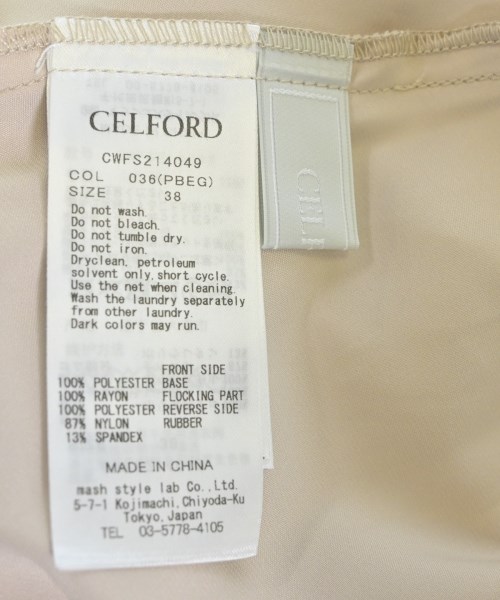 CELFORD
CWFS214049
COL 036(PBEG)
SIZE 38
Do not wash.
Do not bleach.
Do not tumble dry.
Do not iron.
Dryclean, petroleum
solvent only. short cycle.
Use the net when cleaning.
Wash the laundry separately
from other laundry.
Dark colors may run.
FRONT SIDE
100% POLYESTER BASE
100% RAYON FLOCKING PART
100% POLYESTER REVERSE SIDE
87% NYLON RUBBER
13% SPANDEX
MADE IN CHINA
mash style lab Co.,Ltd.
5-7-1 Kojimachi,Chiyoda-Ku
Tokyo,Japan
TEL 03-5778-4105